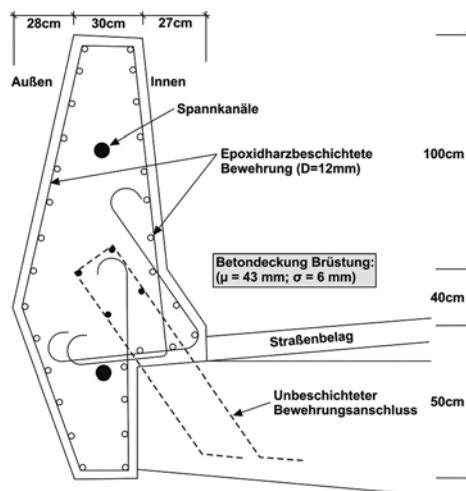 28cm 30cm 27cm
Außen
Innen
Spannkanäle
Epoxidharzbeschichtete
Bewehrung (D=12mm)
100cm
Betondeckung Brüstung:
(μ = 43 mm; σ = 6 mm)
40cm
Straßenbelag
Unbeschichteter
Bewehrungsanschluss
50cm